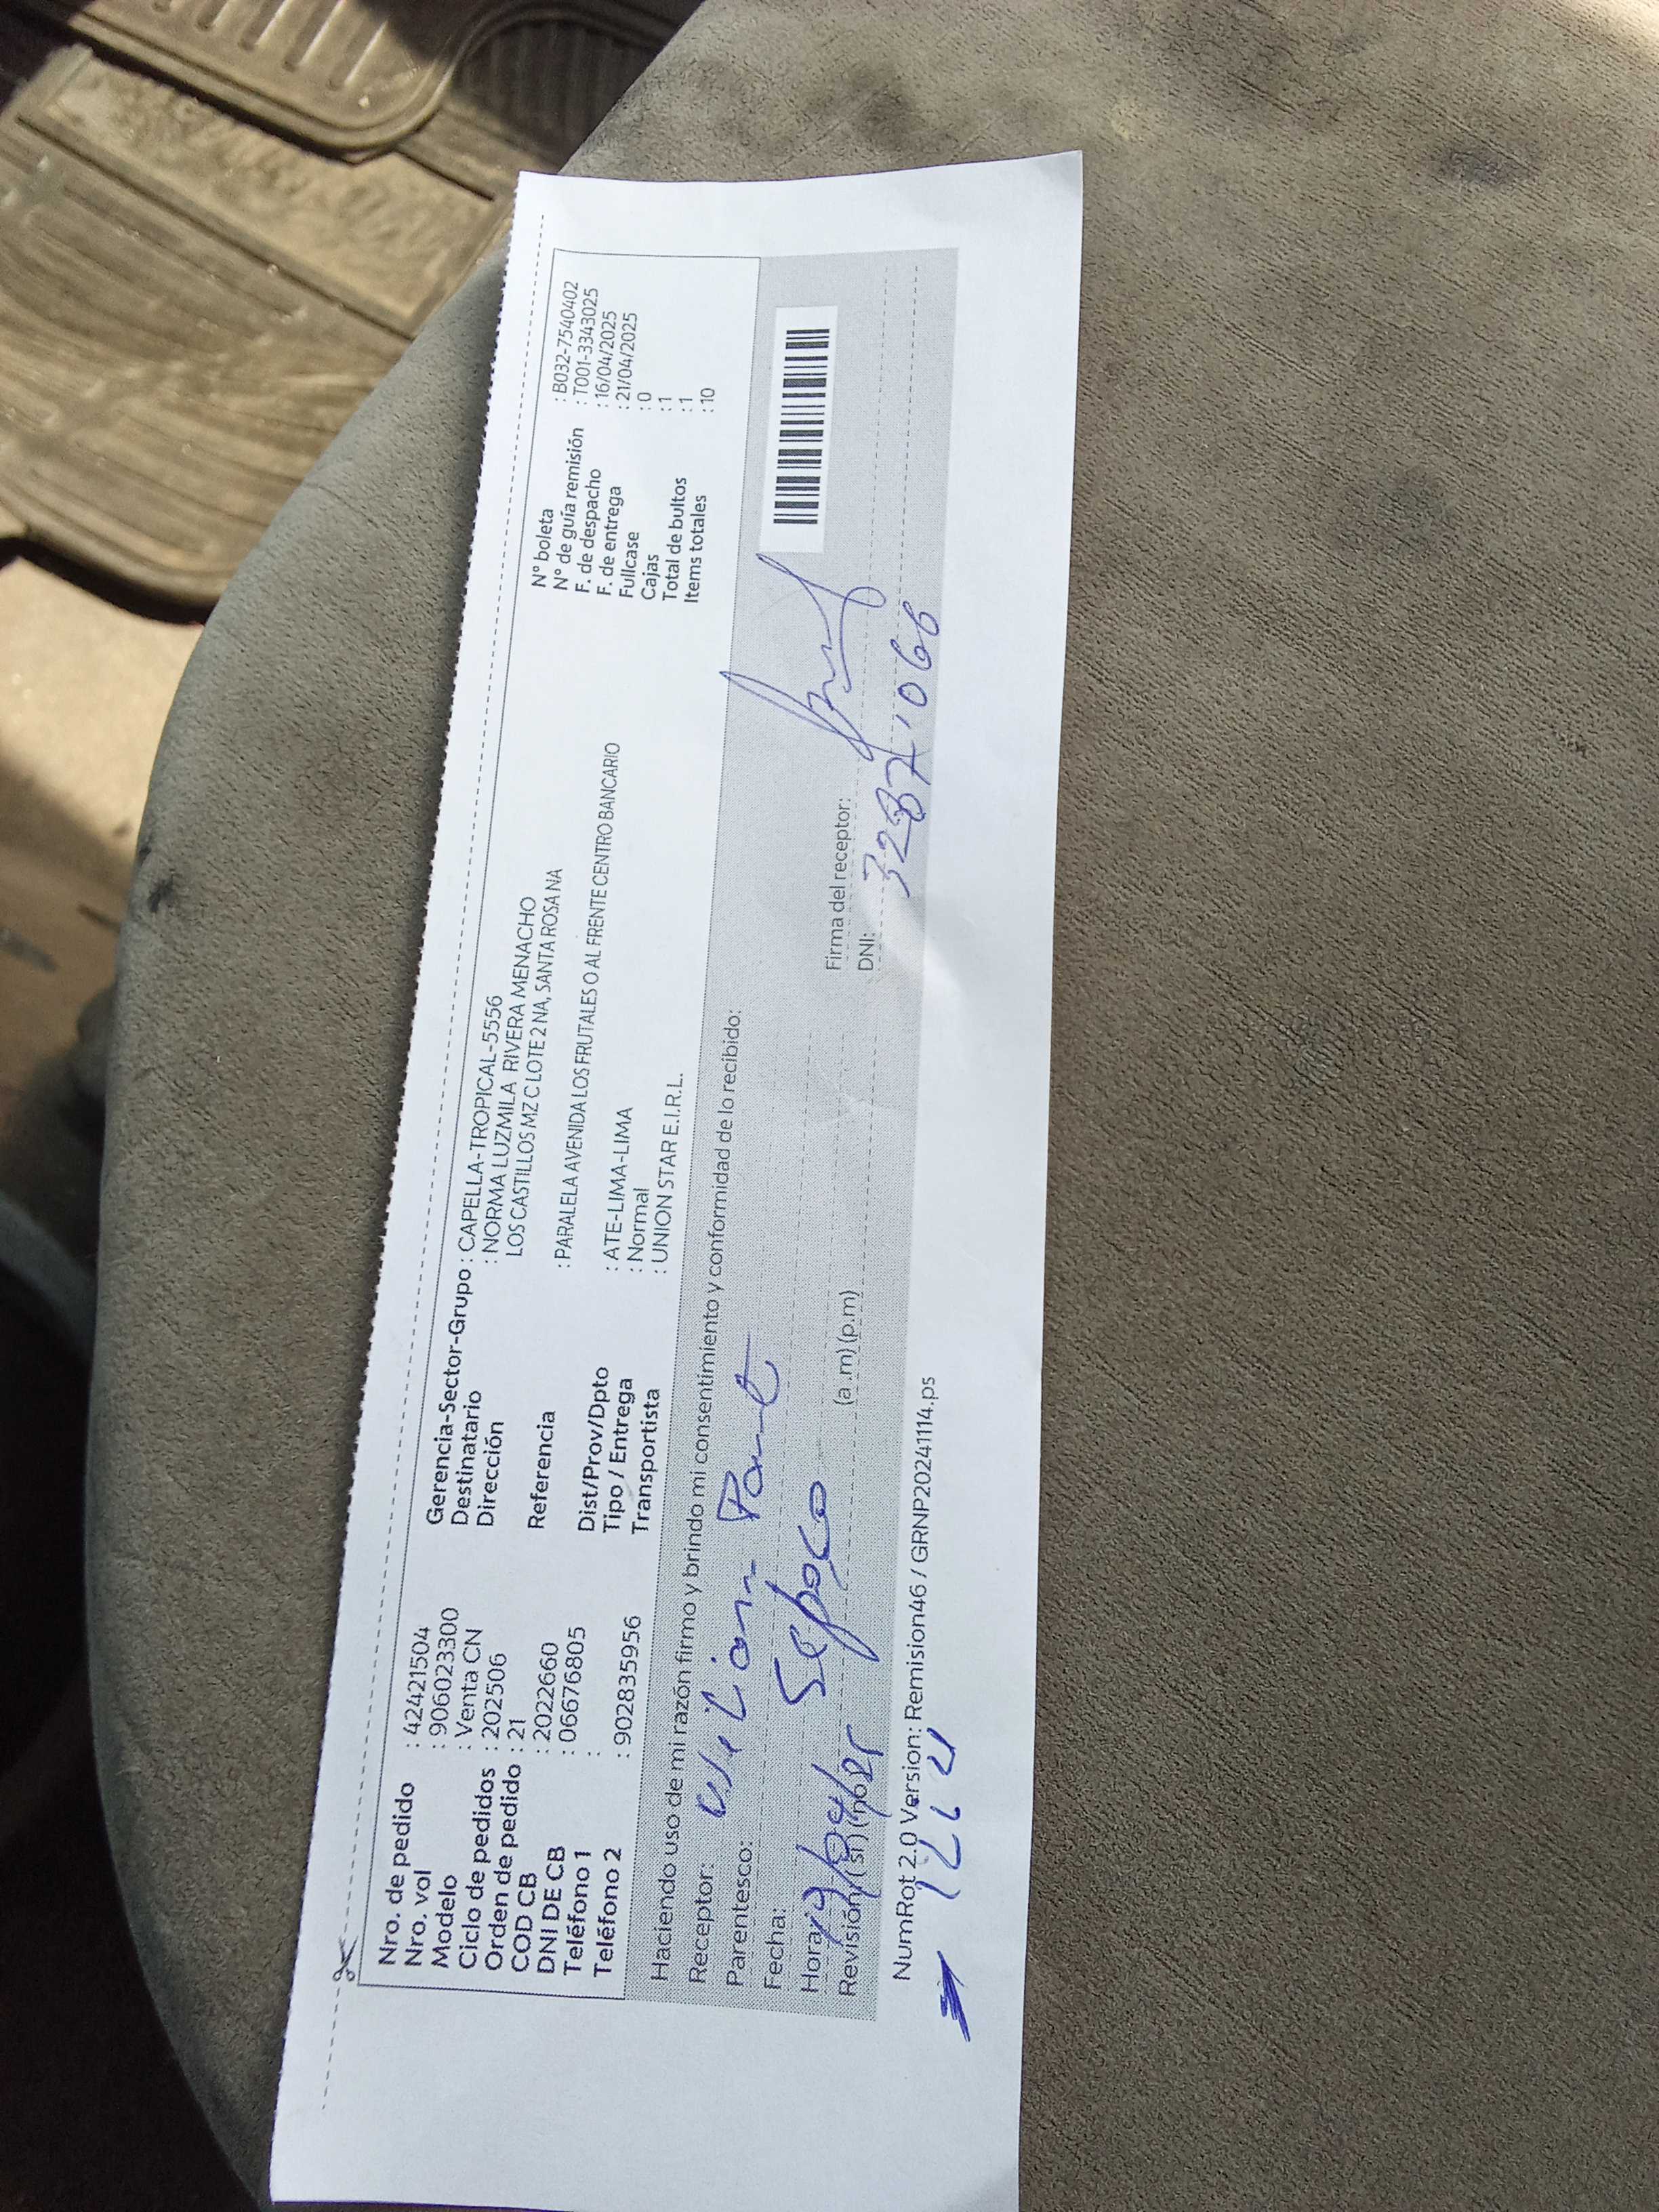 Nro. de pedido : 42421504
Nro. vol : 906023300
Modelo : Venta CN
Ciclo de pedidos : 202506
Orden de pedido : 21
COD CB : 2022660
DNI DE CB : 06676805
Teléfono 1 :
Teléfono 2 : 902835956
Gerencia-Sector-Grupo : CAPELLA-TROPICAL-5556
Destinatario : NORMA LUZMILA RIVERA MENACHO
Dirección LOS CASTILLOS MZ C LOTE 2 NA, SANTA ROSA NA
Referencia : PARALELA AVENIDA LOS FRUTALES O AL FRENTE CENTRO BANCARIO
Dist/Prov/Dpto : ATE-LIMA-LIMA
Tipo / Entrega : Normal
Transportista : UNION STAR E.I.R.L.
N° boleta : B032-7540402
N° de guía remisión : T001-3343025
F. de despacho : 16/04/2025
F. de entrega : 21/04/2025
Fullcase : 0
Cajas : 1
Total de bultos : 1
Items totales : 10
Haciendo uso de mi razón firmo y brindo mi consentimiento y conformidad de lo recibido:
Receptor:
Parentesco:
Fecha:
Hora: 19/04/25 (a .m) (p.m)
Revisión ( si) ( no
Firma del receptor:
DNI:
NumRot 2.0 Version: Remision46 / GRNP20241114.ps